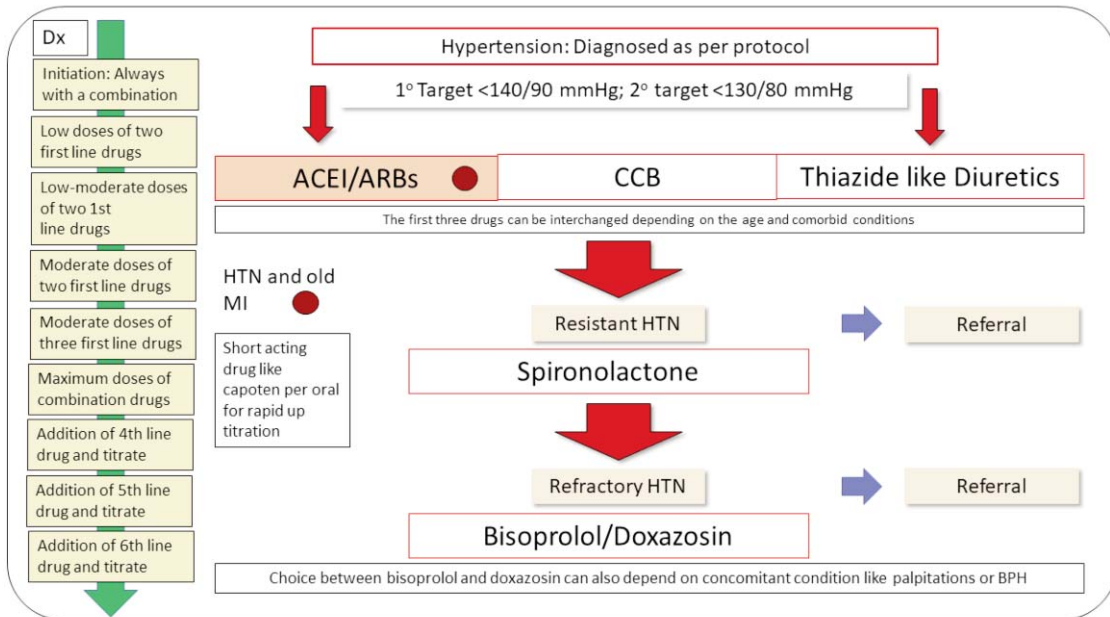 Dx
Initiation: Always
with a combination
Low doses of two
first line drugs
Low-moderate doses
of two 1st
line drugs
Moderate doses of
two first line drugs
Moderate doses of
three first line drugs
Maximum doses of
combination drugs
Addition of 4th line
drug and titrate
Addition of 5th line
drug and titrate
Addition of 6th line
drug and titrate
Hypertension: Diagnosed as per protocol
1º Target <140/90 mmHg; 2º target <130/80 mmHg
ACEI/ARBs
CCB
Thiazide like Diuretics
The first three drugs can be interchanged depending on the age and comorbid conditions
HTN and old
MI
Short acting
drug like
capoten per oral
for rapid up
titration
Resistant HTN
Referral
Spironolactone
Refractory HTN
Referral
Bisoprolol/Doxazosin
Choice between bisoprolol and doxazosin can also depend on concomitant condition like palpitations or BPH